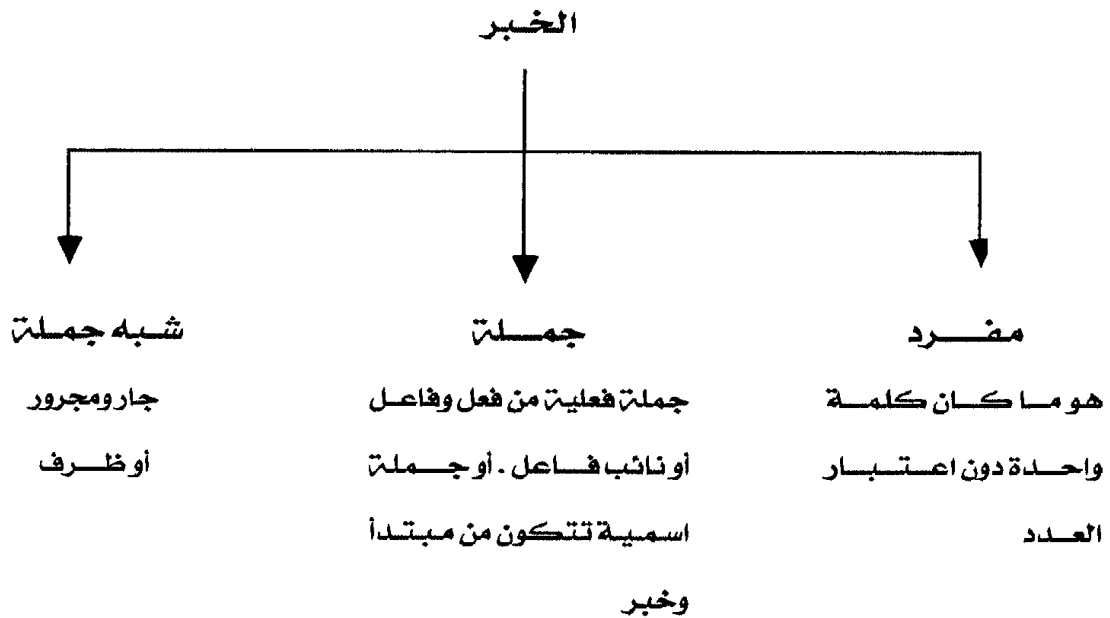 الخبر
مفرد
هو ما كان كلمة
واحدة دون اعتبار
العدد
جملة
جملة فعلية من فعل وفاعل
أو نائب فاعل . أو جملة
اسمية تتكون من مبتدأ
وخبر
شبه جملة
جار ومجرور
أو ظرف